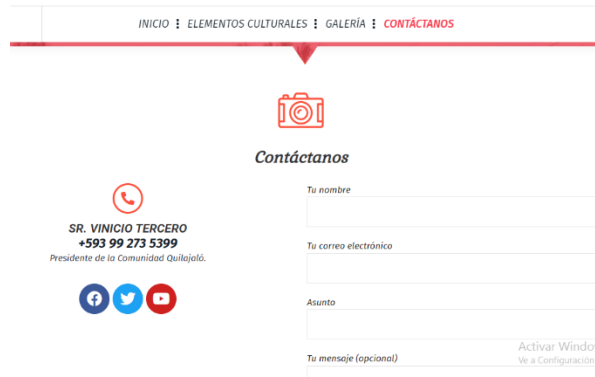 INICIO ⋮ ELEMENTOS CULTURALES ⋮ GALERÍA ⋮ CONTÁCTANOS
Contáctanos
SR. VINICIO TERCERO
+593 99 273 5399
Presidente de la Comunidad Quilajaló.
Tu nombre
Tu correo electrónico
Asunto
Tu mensaje (opcional)
Activar Windo
Ve a Configuración